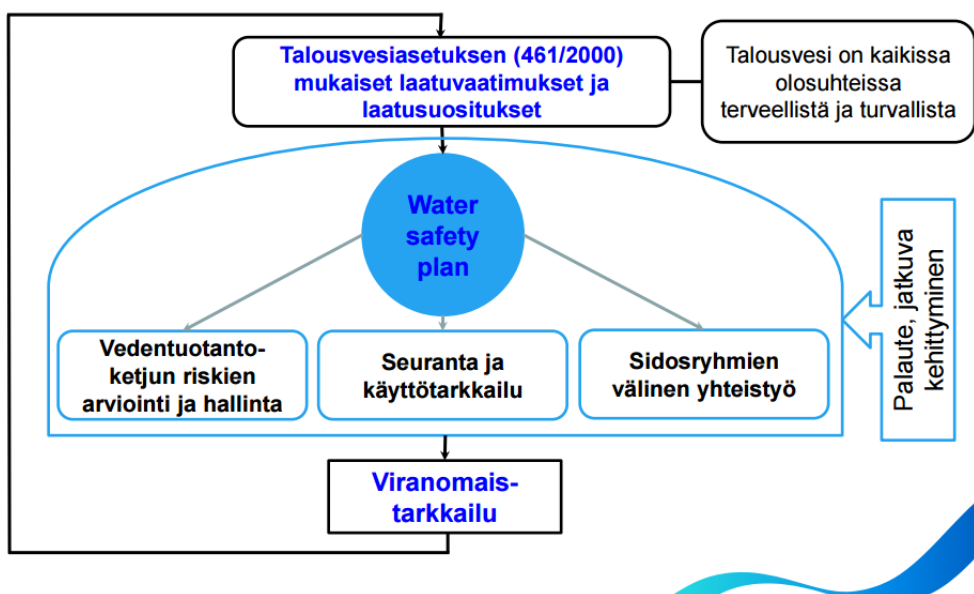 Talousvesiasetuksen (461/2000)
mukaiset laatuvaatimukset ja
laatusuositukset
Talousvesi on kaikissa
olosuhteissa
terveellistä ja turvallista
Water
safety
plan
Vedentuotanto-
ketjun riskien
arviointi ja hallinta
Seuranta ja
käyttötarkkailu
Sidosryhmien
välinen yhteistyö
Palaute, jatkuva
kehittyminen
Viranomais-
tarkkailu